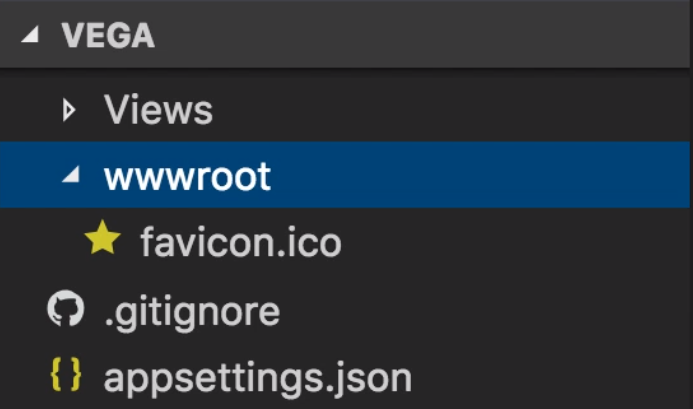 VEGA
Views
wwwroot
favicon.ico
.gitignore
appsettings.json